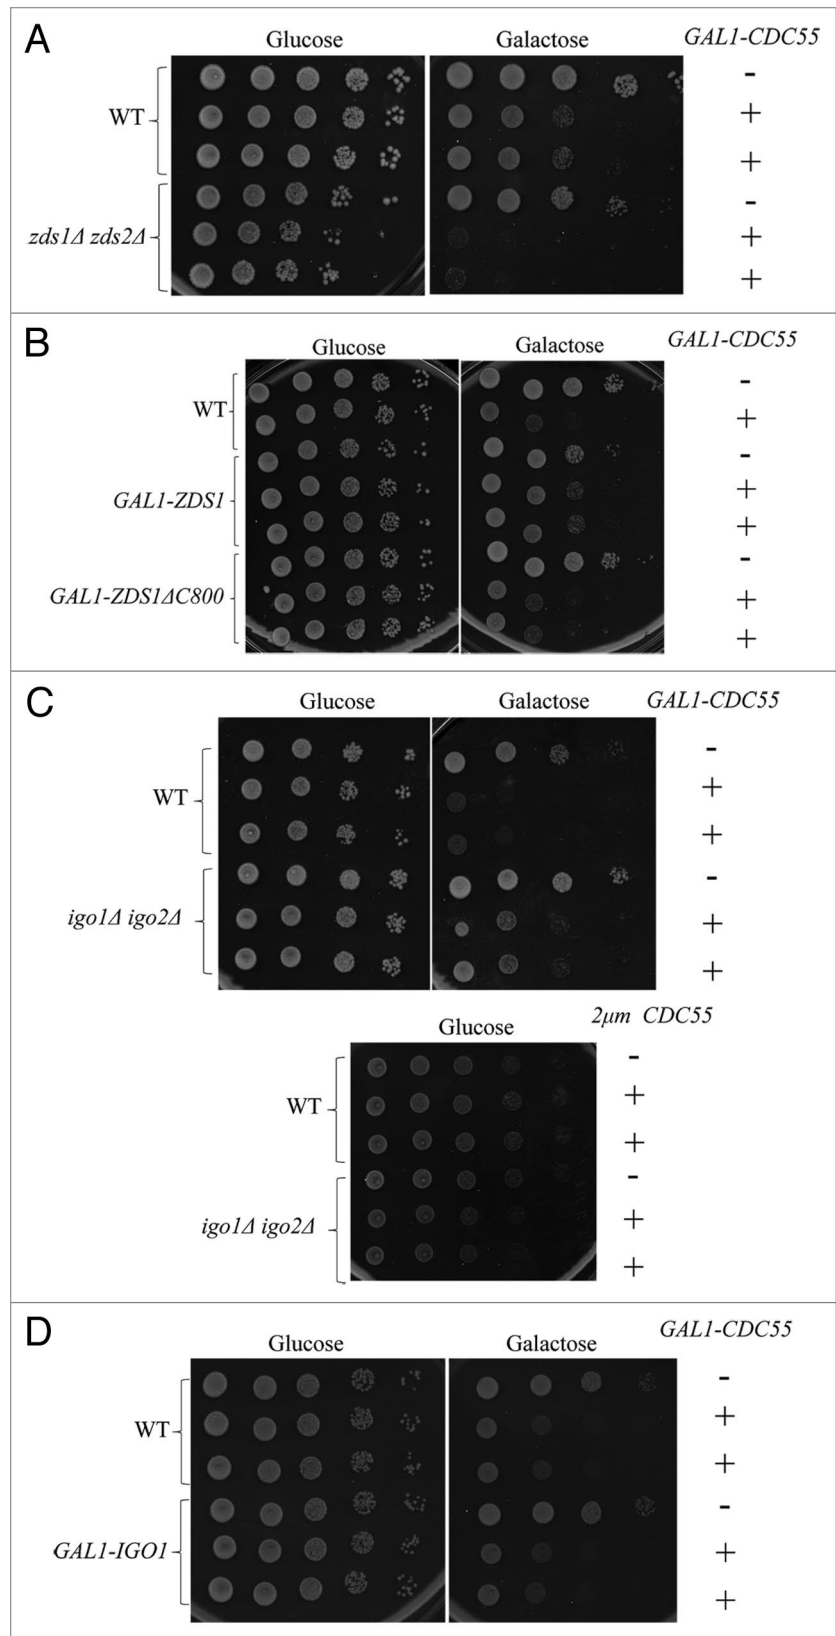 A
Glucose Galactose GAL1-CDC55
WT
-
+
+
zds1Δ zds2Δ
-
+
+
B
Glucose Galactose GAL1-CDC55
WT
-
+
GAL1-ZDS1
-
+
+
GAL1-ZDS1ΔC800
-
+
+
C
Glucose Galactose GAL1-CDC55
WT
-
+
+
igo1Δ igo2Δ
-
+
+
Glucose 2μm CDC55
WT
-
+
+
igo1Δ igo2Δ
-
+
+
D
Glucose Galactose GAL1-CDC55
WT
-
+
+
GAL1-IGO1
-
+
+